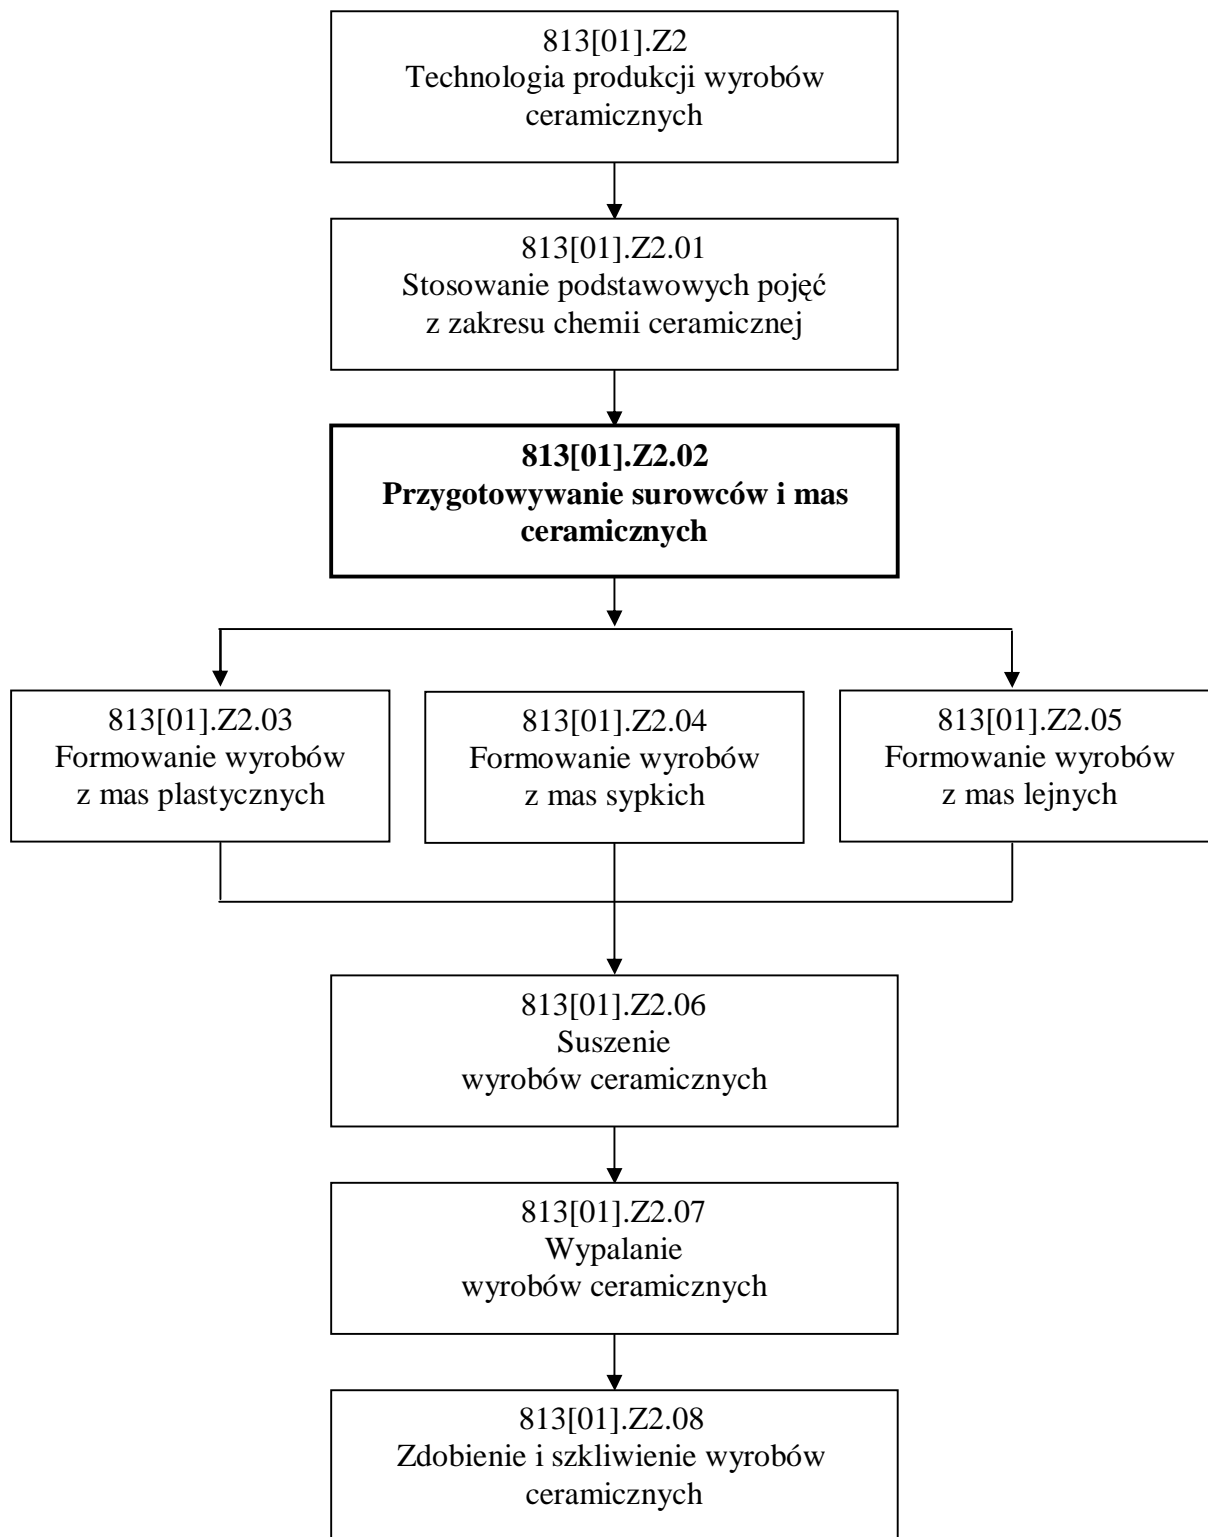 813[01].Z2
Technologia produkcji wyrobów
ceramicznych
813[01].Z2.01
Stosowanie podstawowych pojęć
z zakresu chemii ceramicznej
813[01].Z2.02
Przygotowywanie surowców i mas
ceramicznych
813[01].Z2.03
Formowanie wyrobów
z mas plastycznych
813[01].Z2.04
Formowanie wyrobów
z mas sypkich
813[01].Z2.05
Formowanie wyrobów
z mas lejnych
813[01].Z2.06
Suszenie
wyrobów ceramicznych
813[01].Z2.07
Wypalanie
wyrobów ceramicznych
813[01].Z2.08
Zdobienie i szkliwienie wyrobów
ceramicznych